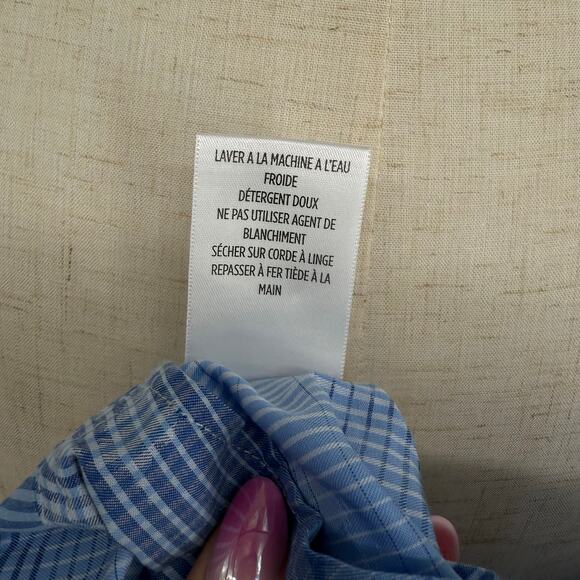 LAVER A LA MACHINE A L'EAU
FROIDE
DÉTERGENT DOUX
NE PAS UTILISER AGENT DE
BLANCHIMENT
SÉCHER SUR CORDE À LINGE
REPASSER À FER TIÈDE À LA
MAIN